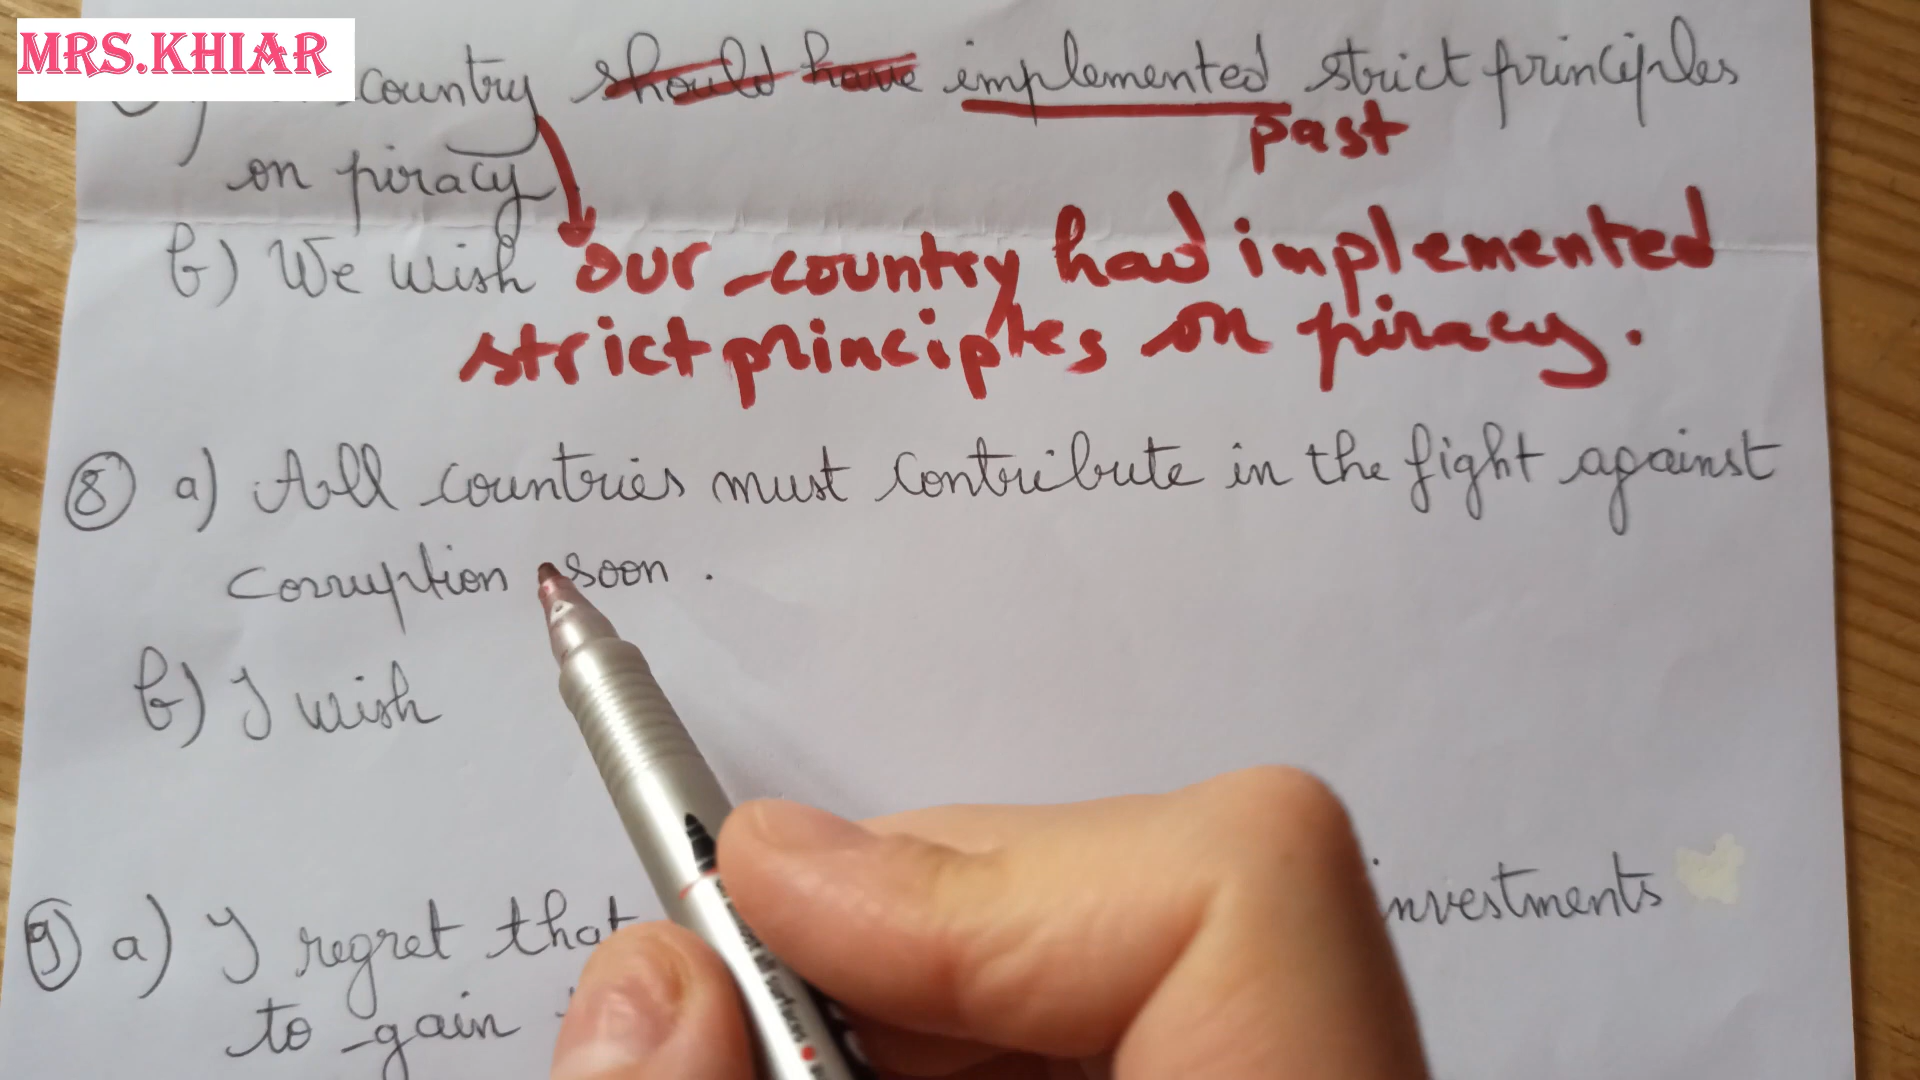 MRS.KHIAR
country should have implemented strict principles
past
on piracy
b) We wish our country had implemented
strict principles on piracy.
8 a) All countries must contribute in the fight against
corruption soon.
b) I wish
9 a) I regret that investments
to gain